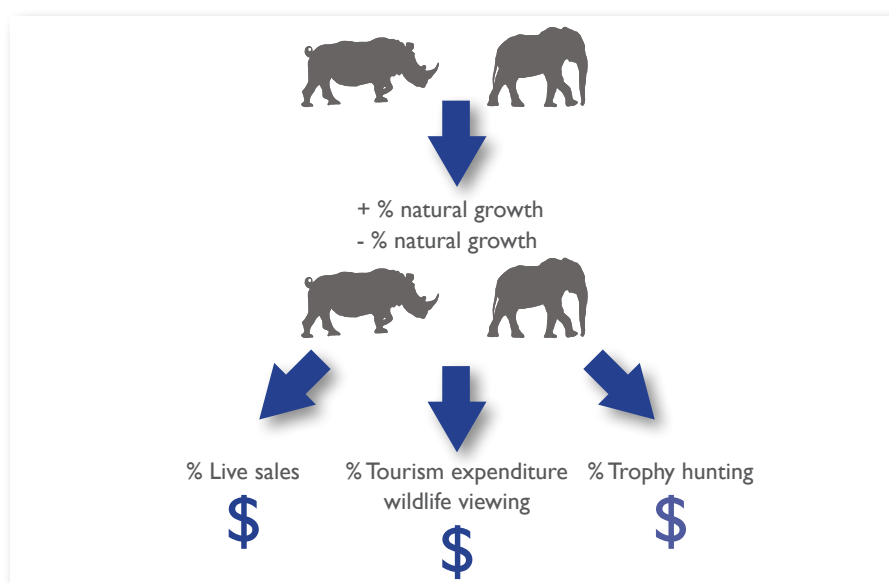 + % natural growth
- % natural growth
% Live sales
% Tourism expenditure
wildlife viewing
% Trophy hunting
$
$
$